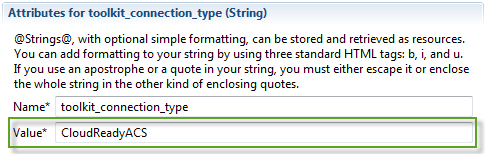 Attributes for toolkit_connection_type (String)
@Strings@, with optional simple formatting, can be stored and retrieved as resources.
You can add formatting to your string by using three standard HTML tags: b, i, and u.
If you use an apostrophe or a quote in your string, you must either escape it or enclose
the whole string in the other kind of enclosing quotes.
Name* toolkit_connection_type
Value* CloudReadyACS